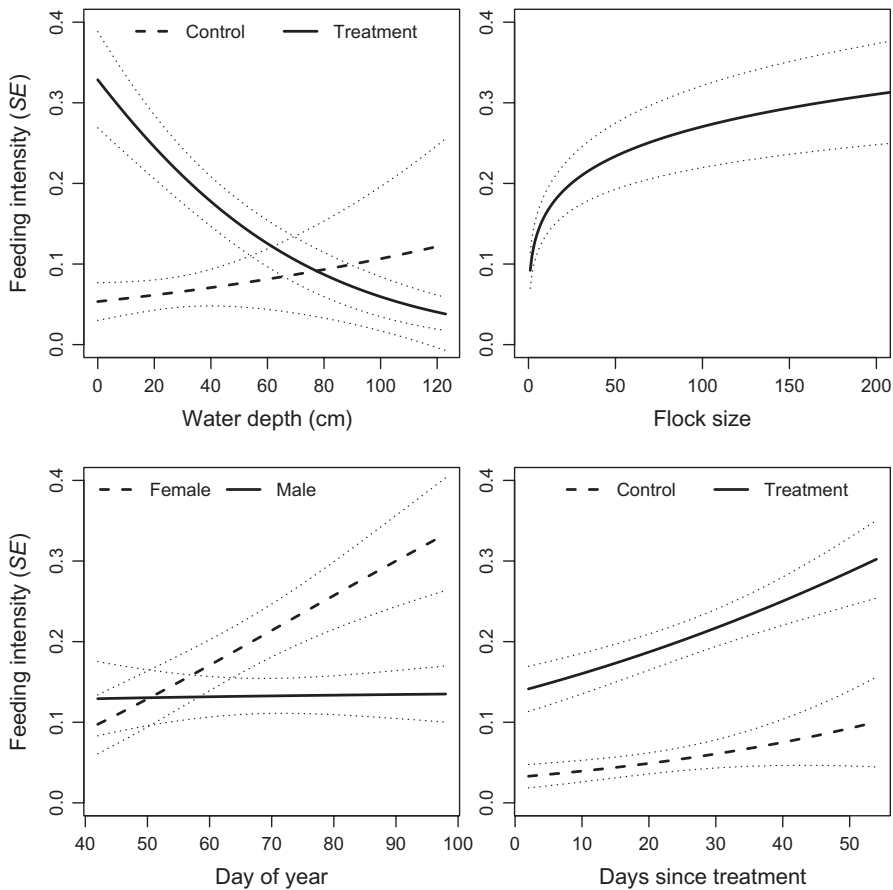 Control Treatment
Feeding intensity (SE)
0.4
0.3
0.2
0.1
0.0
0 20 40 60 80 100 120
Water depth (cm)
0.4
0.3
0.2
0.1
0.0
0 50 100 150 200
Flock size
Female Male
Feeding intensity (SE)
0.4
0.3
0.2
0.1
0.0
40 50 60 70 80 90 100
Day of year
Control Treatment
0.4
0.3
0.2
0.1
0.0
0 10 20 30 40 50
Days since treatment